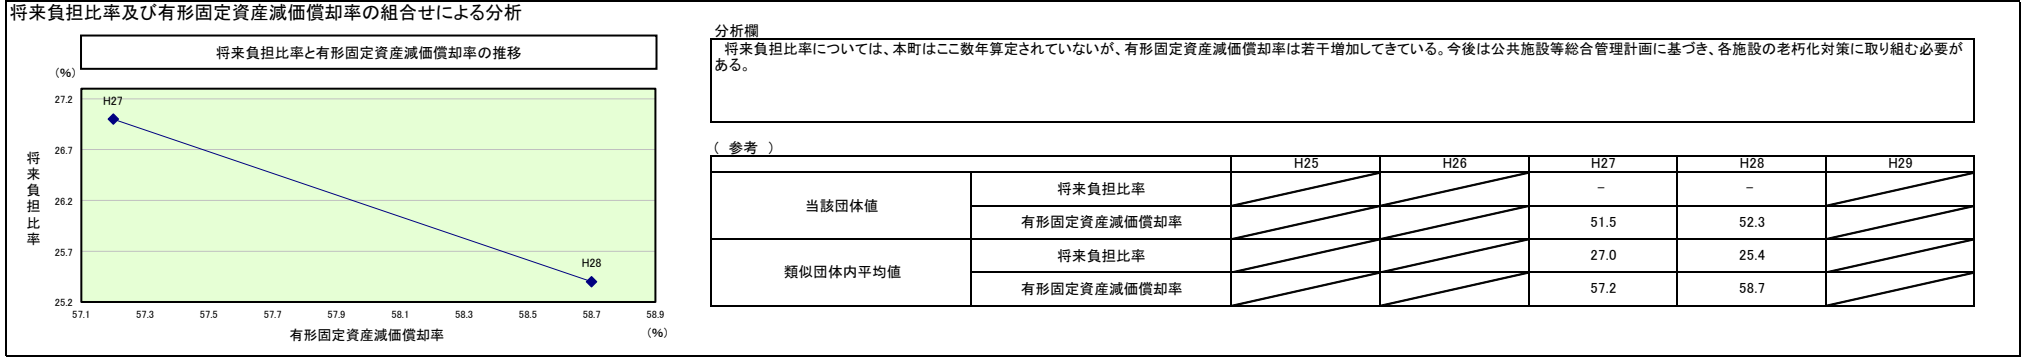 将来負担比率及び有形固定資産減価償却率の組合せによる分析
将来負担比率と有形固定資産減価償却率の推移
(%)
27.2
26.7
26.2
25.7
25.2
将来負担比率
H27
H28
57.1 57.3 57.5 57.7 57.9 58.1 58.3 58.5 58.7 58.9
有形固定資産減価償却率
(%)
分析欄
将来負担比率については、本町はここ数年算定されていないが、有形固定資産減価償却率は若干増加してきている。今後は公共施設等総合管理計画に基づき、各施設の老朽化対策に取り組む必要が
ある。
( 参考 )
H25 H26 H27 H28 H29
当該団体値
将来負担比率 - -
有形固定資産減価償却率 51.5 52.3
類似団体内平均値
将来負担比率 27.0 25.4
有形固定資産減価償却率 57.2 58.7